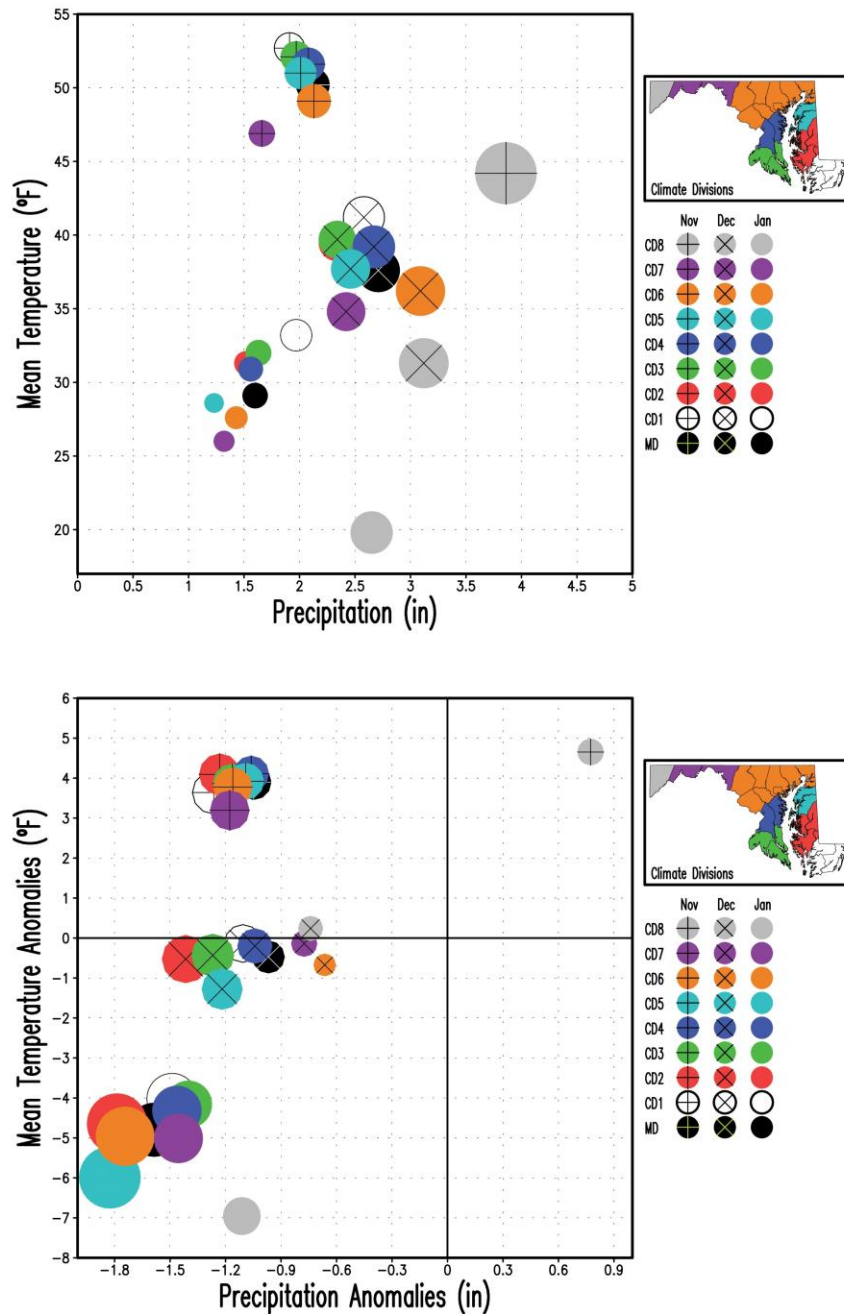 55
50
45
40
35
30
25
20
Mean Temperature (ºF)
0 0.5 1 1.5 2 2.5 3 3.5 4 4.5 5
Precipitation (in)
Climate Divisions
Nov Dec Jan
CD8
CD7
CD6
CD5
CD4
CD3
CD2
CD1
MD
6
5
4
3
2
1
0
-1
-2
-3
-4
-5
-6
-7
-8
Mean Temperature Anomalies (ºF)
-1.8 -1.5 -1.2 -0.9 -0.6 -0.3 0 0.3 0.6 0.9
Precipitation Anomalies (in)
Climate Divisions
Nov Dec Jan
CD8
CD7
CD6
CD5
CD4
CD3
CD2
CD1
MD